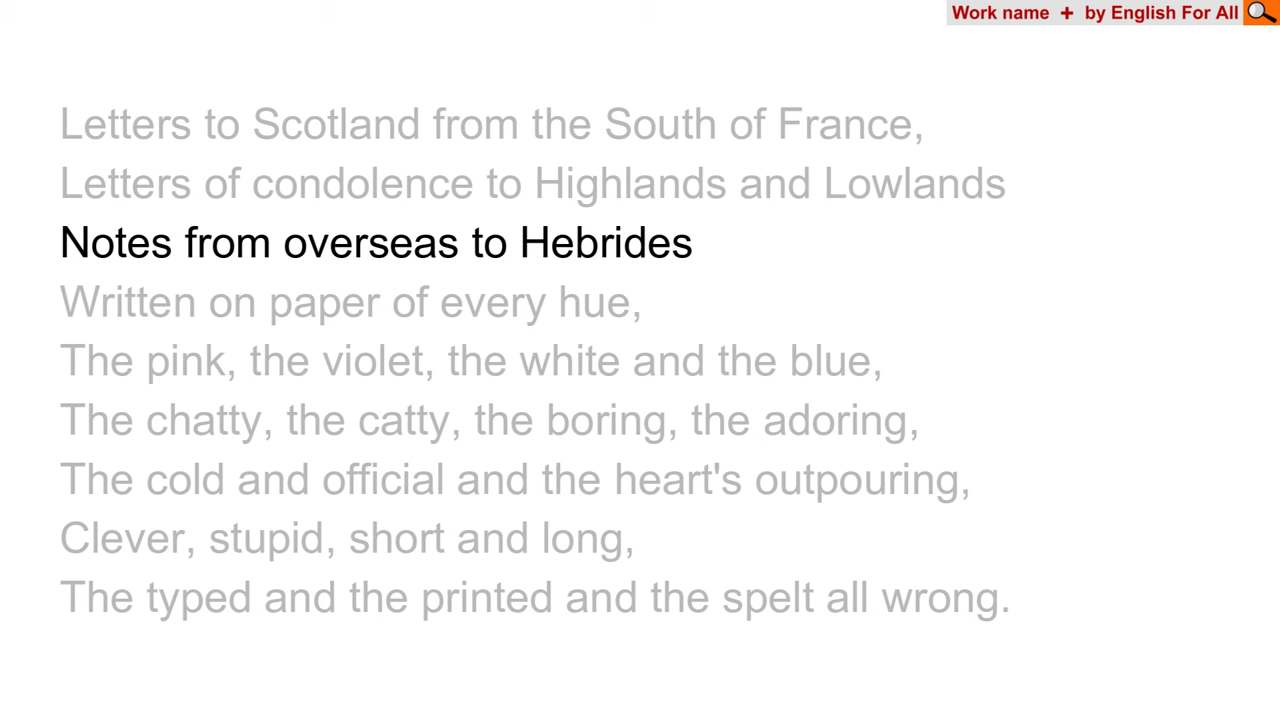 Work name + by English For All
Letters to Scotland from the South of France,
Letters of condolence to Highlands and Lowlands
Notes from overseas to Hebrides
Written on paper of every hue,
The pink, the violet, the white and the blue,
The chatty, the catty, the boring, the adoring,
The cold and official and the heart's outpouring,
Clever, stupid, short and long,
The typed and the printed and the spelt all wrong.